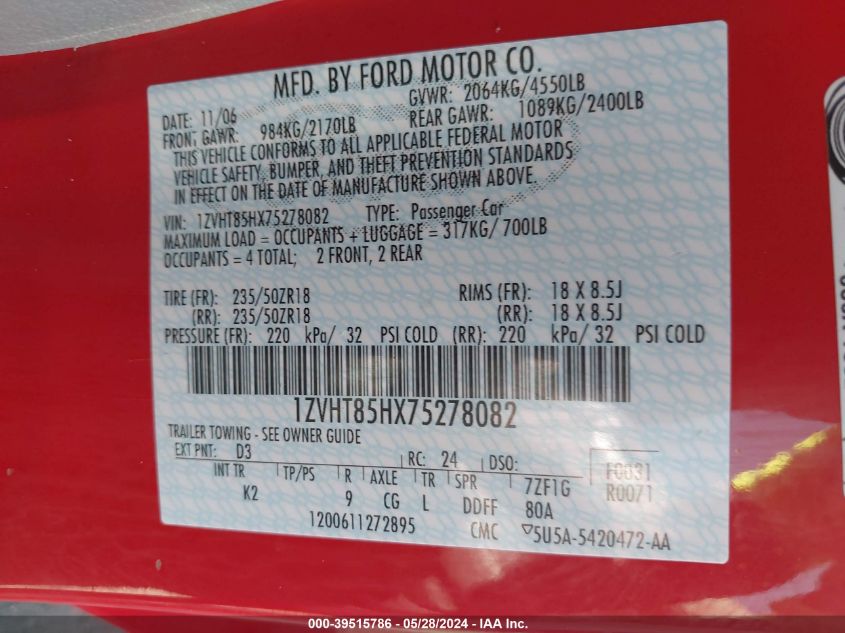 MFD. BY FORD MOTOR CO.
DATE: 11/06 GVWR: 2064KG/4550LB
FRONT GAWR: 984KG/2170LB REAR GAWR: 1089KG/2400LB
THIS VEHICLE CONFORMS TO ALL APPLICABLE FEDERAL MOTOR
VEHICLE SAFETY, BUMPER, AND THEFT PREVENTION STANDARDS
IN EFFECT ON THE DATE OF MANUFACTURE SHOWN ABOVE.
VIN: 1ZVHT85HX75278082 TYPE: Passenger Car
MAXIMUM LOAD = OCCUPANTS + LUGGAGE = 317KG/ 700LB
OCCUPANTS = 4 TOTAL; 2 FRONT, 2 REAR
TIRE (FR): 235/50ZR18 RIMS (FR): 18 X 8.5J
(RR): 235/50ZR18 (RR): 18 X 8.5J
PRESSURE (FR): 220 kPa/ 32 PSI COLD (RR): 220 kPa/ 32 PSI COLD
1ZVHT85HX75278082
TRAILER TOWING - SEE OWNER GUIDE
EXT PNT: D3 RC: 24 DSO: F0031
INT TR TP/PS R AXLE TR SPR 7ZF1G R0071
K2 9 CG L DDFF 80A
1200611272895 CMC 5U5A-5420472-AA
000-39515786 - 05/28/2024 - IAA Inc.